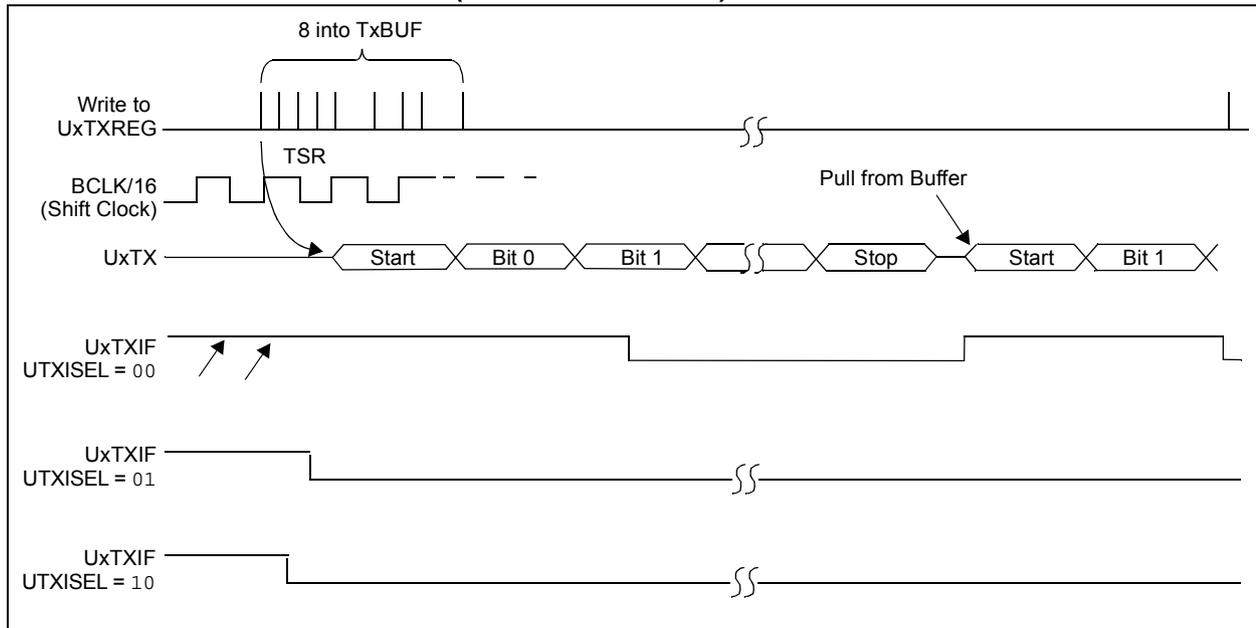 8 into TxBUF
Write to
UxTXREG
TSR
BCLK/16
(Shift Clock)
Pull from Buffer
UxTX
Start
Bit 0
Bit 1
Stop
Start
Bit 1
UxTXIF
UTXISEL = 00
UxTXIF
UTXISEL = 01
UxTXIF
UTXISEL = 10